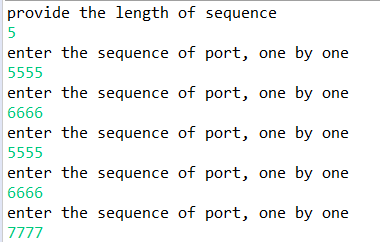 provide the length of sequence
5
enter the sequence of port, one by one
5555
enter the sequence of port, one by one
6666
enter the sequence of port, one by one
5555
enter the sequence of port, one by one
6666
enter the sequence of port, one by one
7777